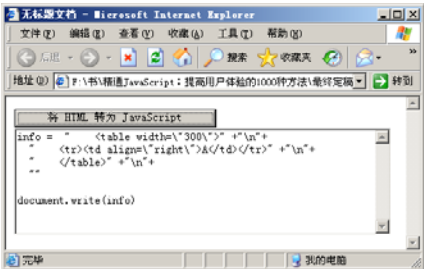 无标题文档 - Microsoft Internet Explorer
文件(F) 编辑(E) 查看(V) 收藏(A) 工具(T) 帮助(H)
后退 搜索 收藏夹
地址(D) F:\书\精通JavaScript：提高用户体验的1000种方法\最终定稿 转到
将 HTML 转为 JavaScript
info = "    <table width=\"300\">" +"\n"+
"    <tr><td align=\"right\">A</td></tr>" +"\n"+
"    </table>" +"\n"+
""
document.write(info)
完毕 我的电脑